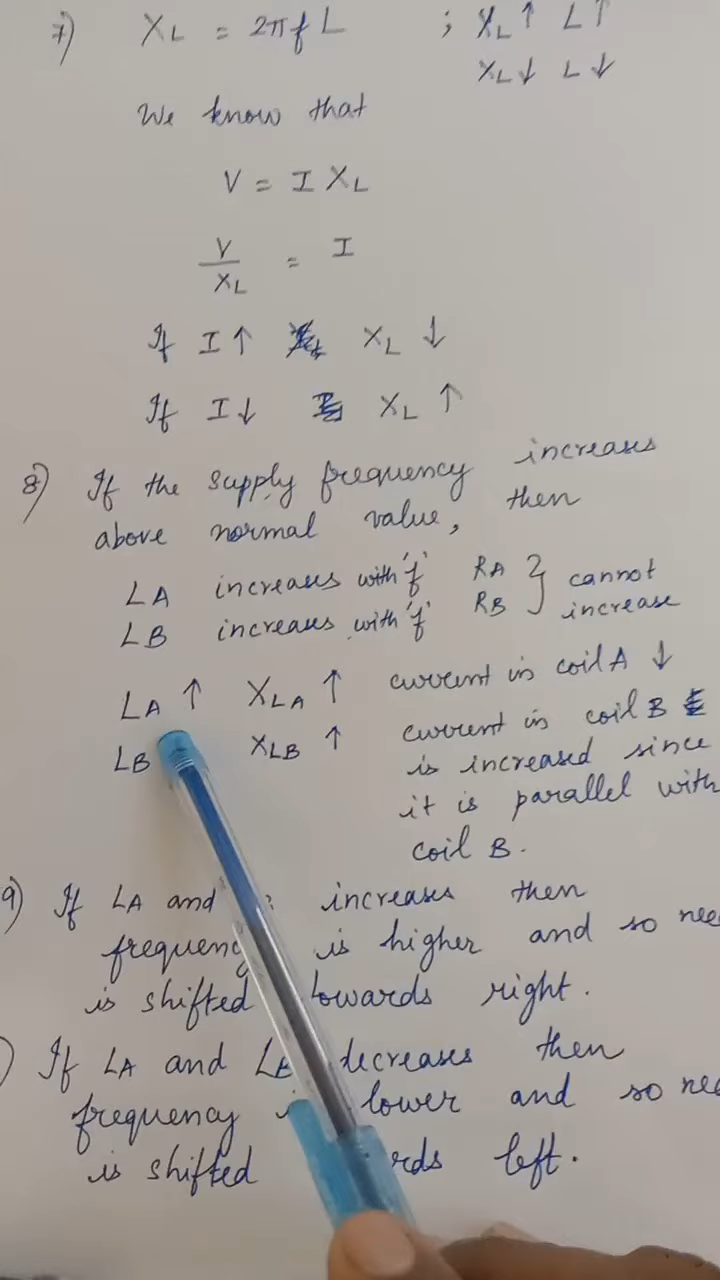 7) XL = 2πfL ; XL↑ L↑
XL↓ L↓
We know that
V = I XL
V/XL = I
If I↑ XL ↓
If I↓ XL ↑
8) If the supply frequency increases
above normal value, then
LA increases with 'f' RA } cannot
LB increases with 'f' RB } increase
LA ↑ XLA ↑ current in coil A ↓
LB XLB ↑ current in coil B
is increased since
it is parallel with
coil B.
9) If LA and increases then
frequency is higher and so
is shifted towards right.
) If LA and LB decreases then
frequency lower and so
is shifted left.